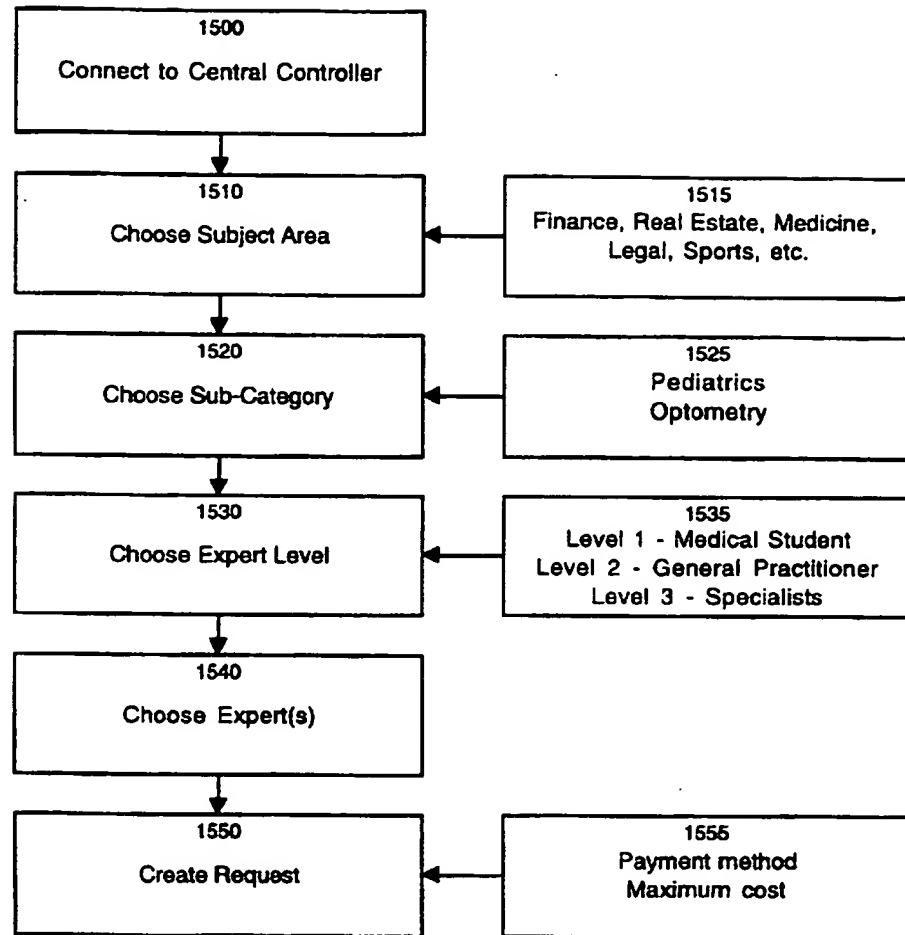 1500
Connect to Central Controller
1510
Choose Subject Area
1515
Finance, Real Estate, Medicine,
Legal, Sports, etc.
1520
Choose Sub-Category
1525
Pediatrics
Optometry
1530
Choose Expert Level
1535
Level 1 - Medical Student
Level 2 - General Practitioner
Level 3 - Specialists
1540
Choose Expert(s)
1550
Create Request
1555
Payment method
Maximum cost